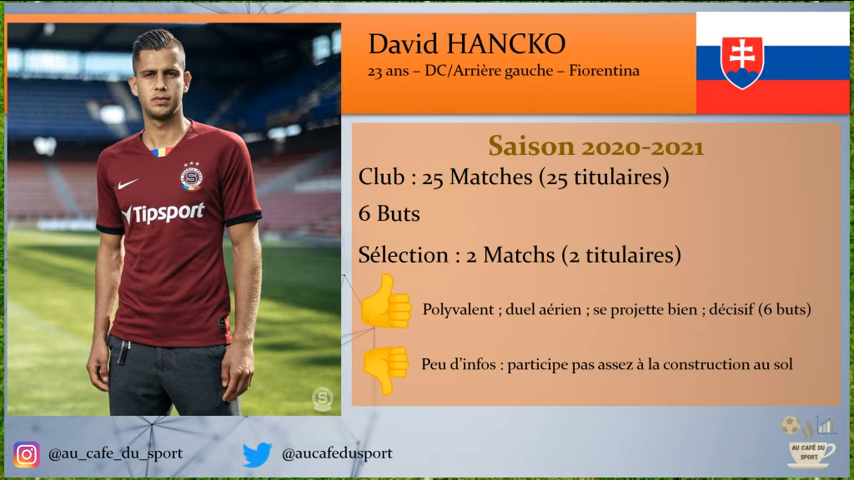 David HANCKO
23 ans – DC/Arrière gauche – Fiorentina
Saison 2020-2021
Club : 25 Matches (25 titulaires)
6 Buts
Sélection : 2 Matchs (2 titulaires)
Polyvalent ; duel aérien ; se projette bien ; décisif (6 buts)
Peu d'infos : participe pas assez à la construction au sol
Tipsport
@au_cafe_du_sport
@aucafedusport
AU CAFÉ DU
SPORT